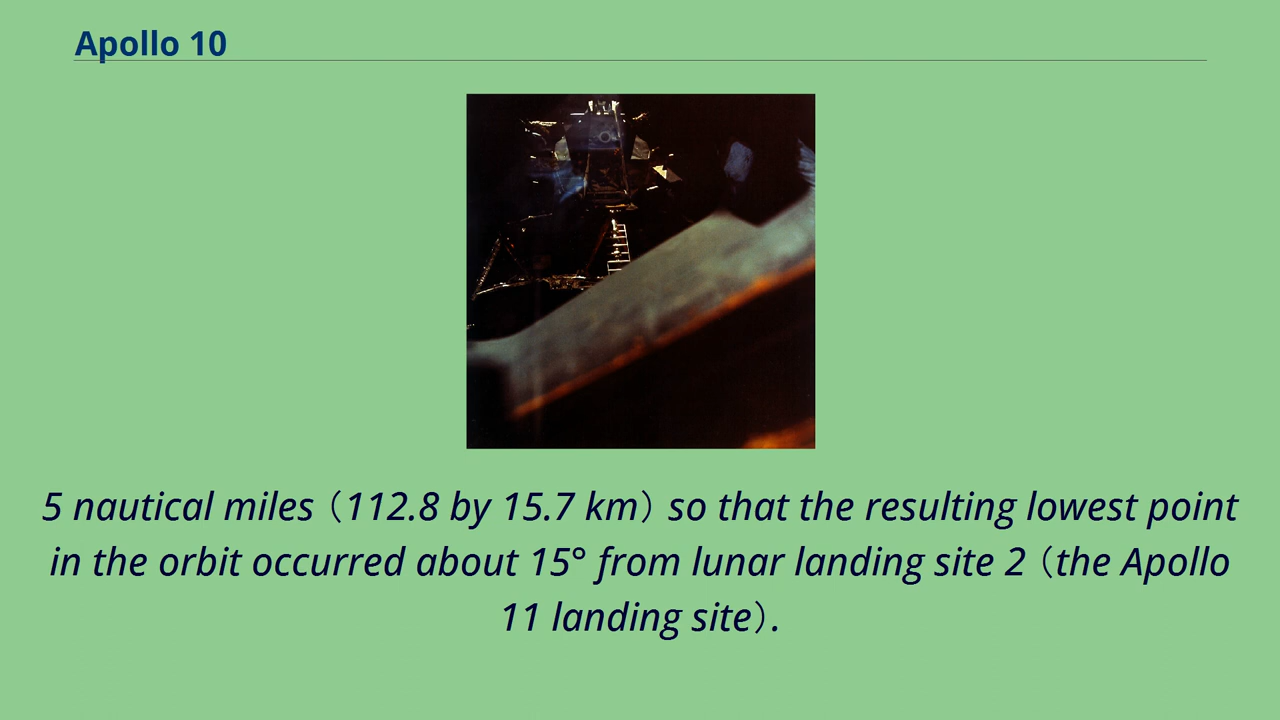 Apollo 10
5 nautical miles（112.8 by 15.7 km）so that the resulting lowest point
in the orbit occurred about 15° from lunar landing site 2（the Apollo
11 landing site）.